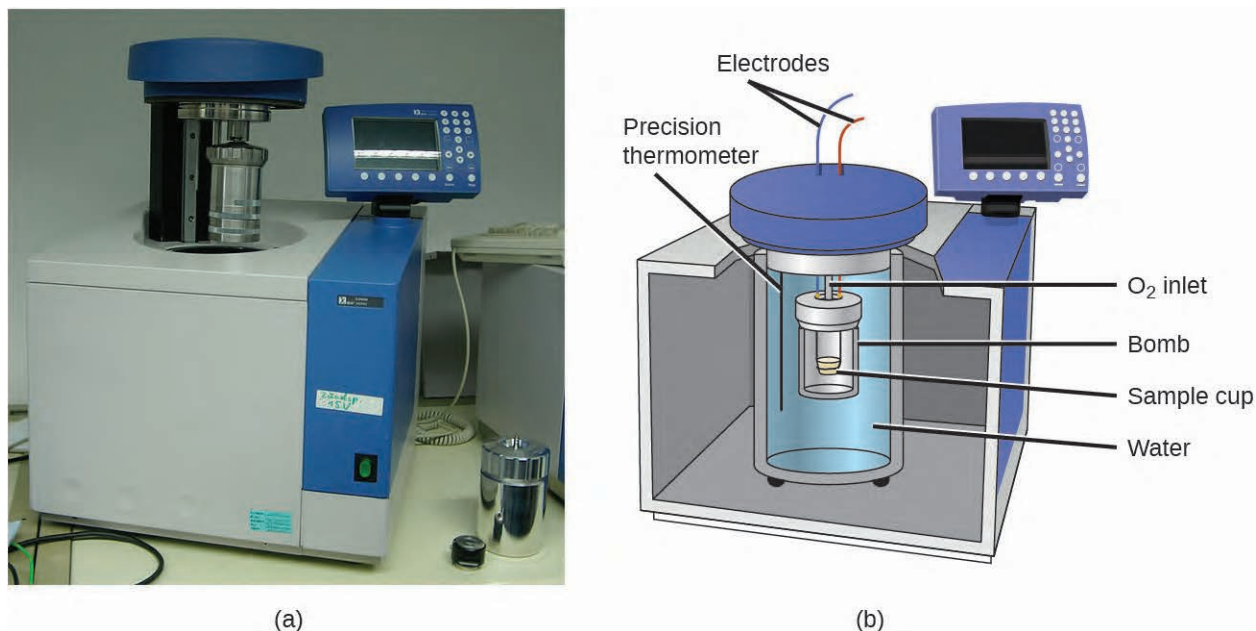 Electrodes
Precision
thermometer
O₂ inlet
Bomb
Sample cup
Water
(a)
(b)